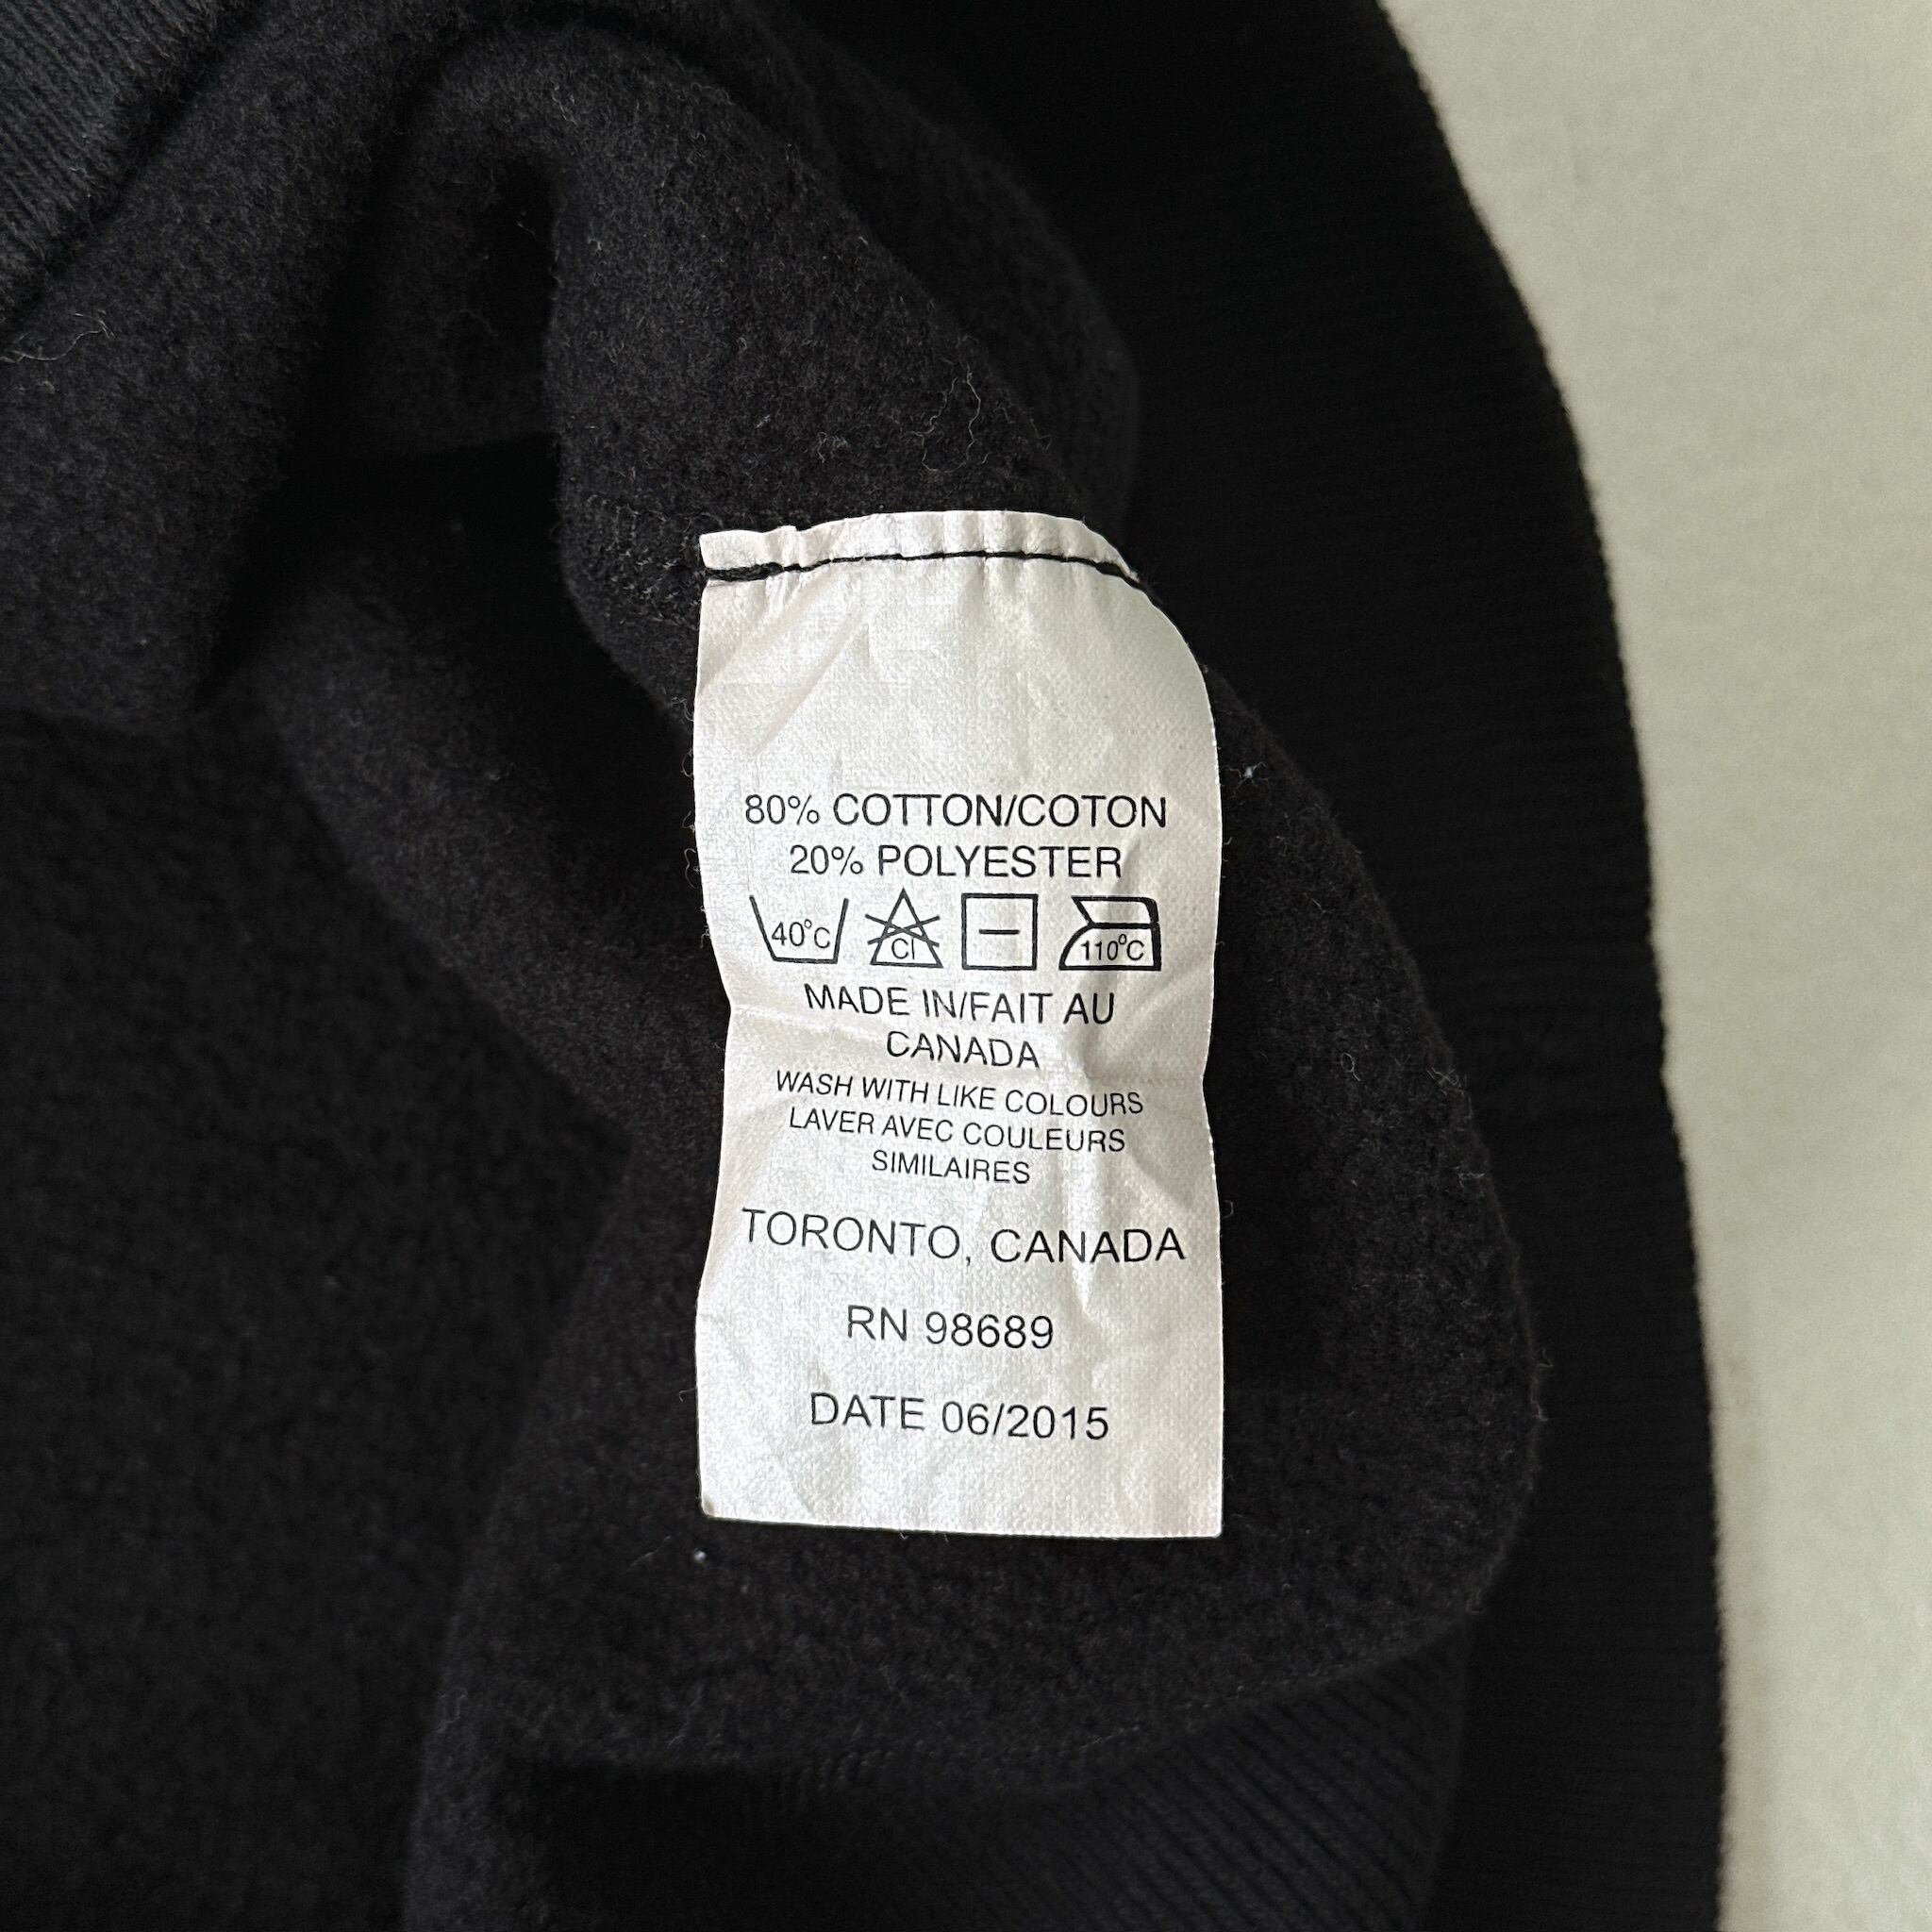 80% COTTON/COTON
20% POLYESTER
40°C Cl 110°C
MADE IN/FAIT AU
CANADA
WASH WITH LIKE COLOURS
LAVER AVEC COULEURS
SIMILAIRES
TORONTO, CANADA
RN 98689
DATE 06/2015